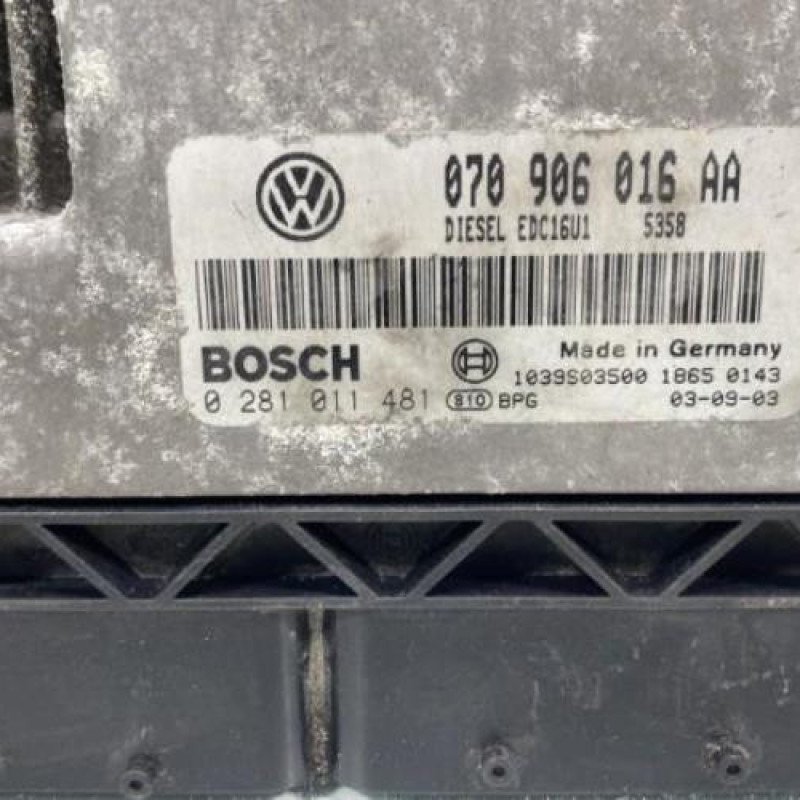 070 906 016 AA
DIESEL EDC16U1 5358
BOSCH
Made in Germany
1039S03500 1865 0143
0 281 011 481 810 BPG 03-09-03